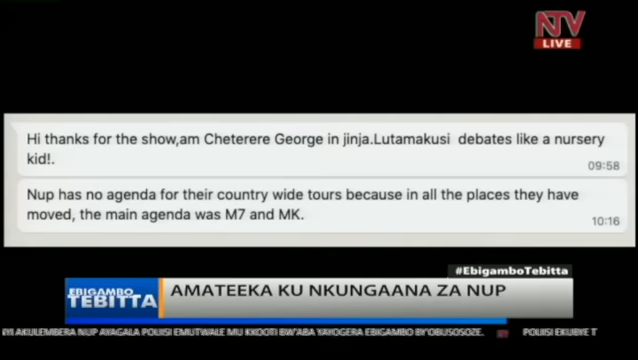 NTV
LIVE
Hi thanks for the show,am Cheterere George in jinja.Lutamakusi debates like a nursery
kid!.
09:58
Nup has no agenda for their country wide tours because in all the places they have
moved, the main agenda was M7 and MK.
10:16
#EbigamboTebitta
EBIGAMBO
TEBITTA
AMATEEKA KU NKUNGAANA ZA NUP
YI AKULEMBERA NUP AYAGALA POLIISI EMUTWALE MU KKOOTI BW'ABA YAYOGERA EBIGAMBO BY'OBUSOSOZE. POLIISI EKUBYE T